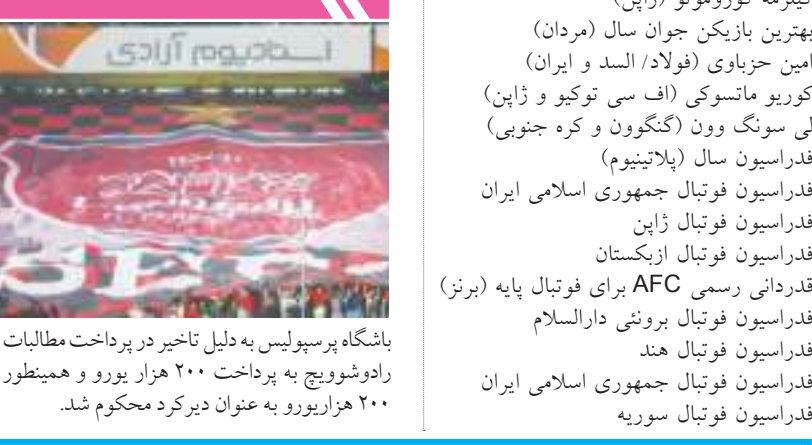 گیلرمه کوروموتو (ژاپن)
بهترین بازیکن جوان سال (مردان)
امین حزباوی (فولاد/ السد و ایران)
کوریو ماتسوکی (اف سی توکیو و ژاپن)
لی سونگ وون (گنگوون و کره جنوبی)
فدراسیون سال (پلاتینیوم)
فدراسیون فوتبال جمهوری اسلامی ایران
فدراسیون فوتبال ژاپن
فدراسیون فوتبال ازبکستان
قدردانی رسمی AFC برای فوتبال پایه (برنز)
فدراسیون فوتبال برونئی دارالسلام
فدراسیون فوتبال هند
فدراسیون فوتبال جمهوری اسلامی ایران
فدراسیون فوتبال سوریه
استادیوم آزادی
باشگاه پرسپولیس به دلیل تاخیر در پرداخت مطالبات
رادوشوویچ به پرداخت ۲۰۰ هزار یورو و همینطور
۲۰۰ هزاریورو به عنوان دیرکرد محکوم شد.